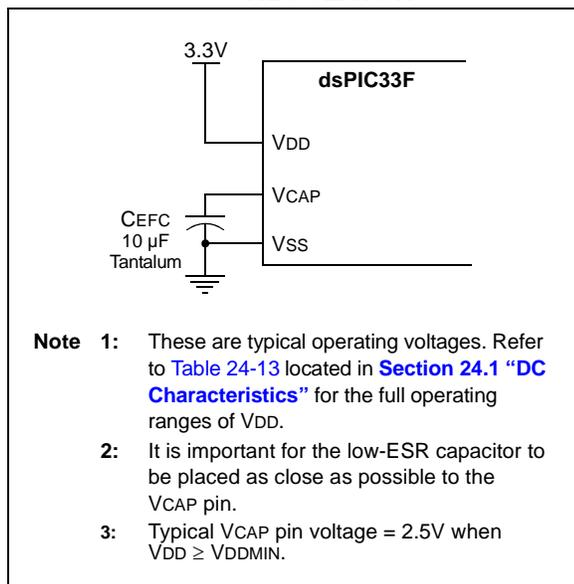 3.3V
dsPIC33F
VDD
VCAP
CEFC
10 µF
Tantalum
VSS
Note 1: These are typical operating voltages. Refer
to Table 24-13 located in Section 24.1 “DC
Characteristics” for the full operating
ranges of VDD.
2: It is important for the low-ESR capacitor to
be placed as close as possible to the
VCAP pin.
3: Typical VCAP pin voltage = 2.5V when
VDD ≥ VDDMIN.